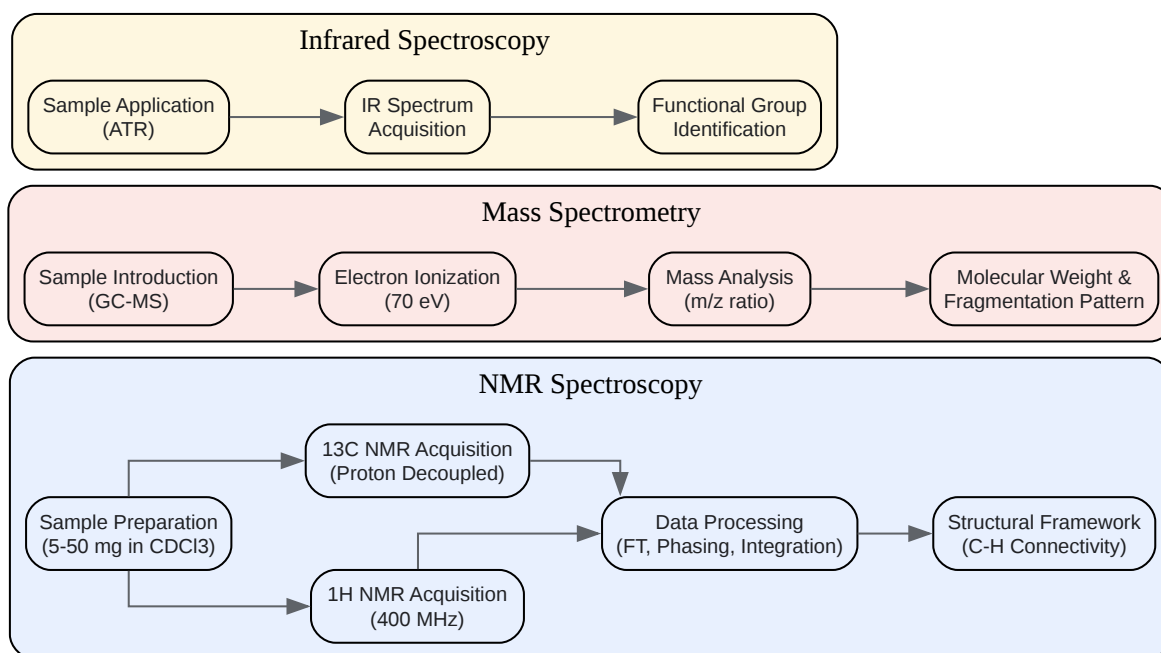 Infrared Spectroscopy
Sample Application
(ATR)
IR Spectrum
Acquisition
Functional Group
Identification
Mass Spectrometry
Sample Introduction
(GC-MS)
Electron Ionization
(70 eV)
Mass Analysis
(m/z ratio)
Molecular Weight &
Fragmentation Pattern
NMR Spectroscopy
Sample Preparation
(5-50 mg in CDCl3)
13C NMR Acquisition
(Proton Decoupled)
1H NMR Acquisition
(400 MHz)
Data Processing
(FT, Phasing, Integration)
Structural Framework
(C-H Connectivity)